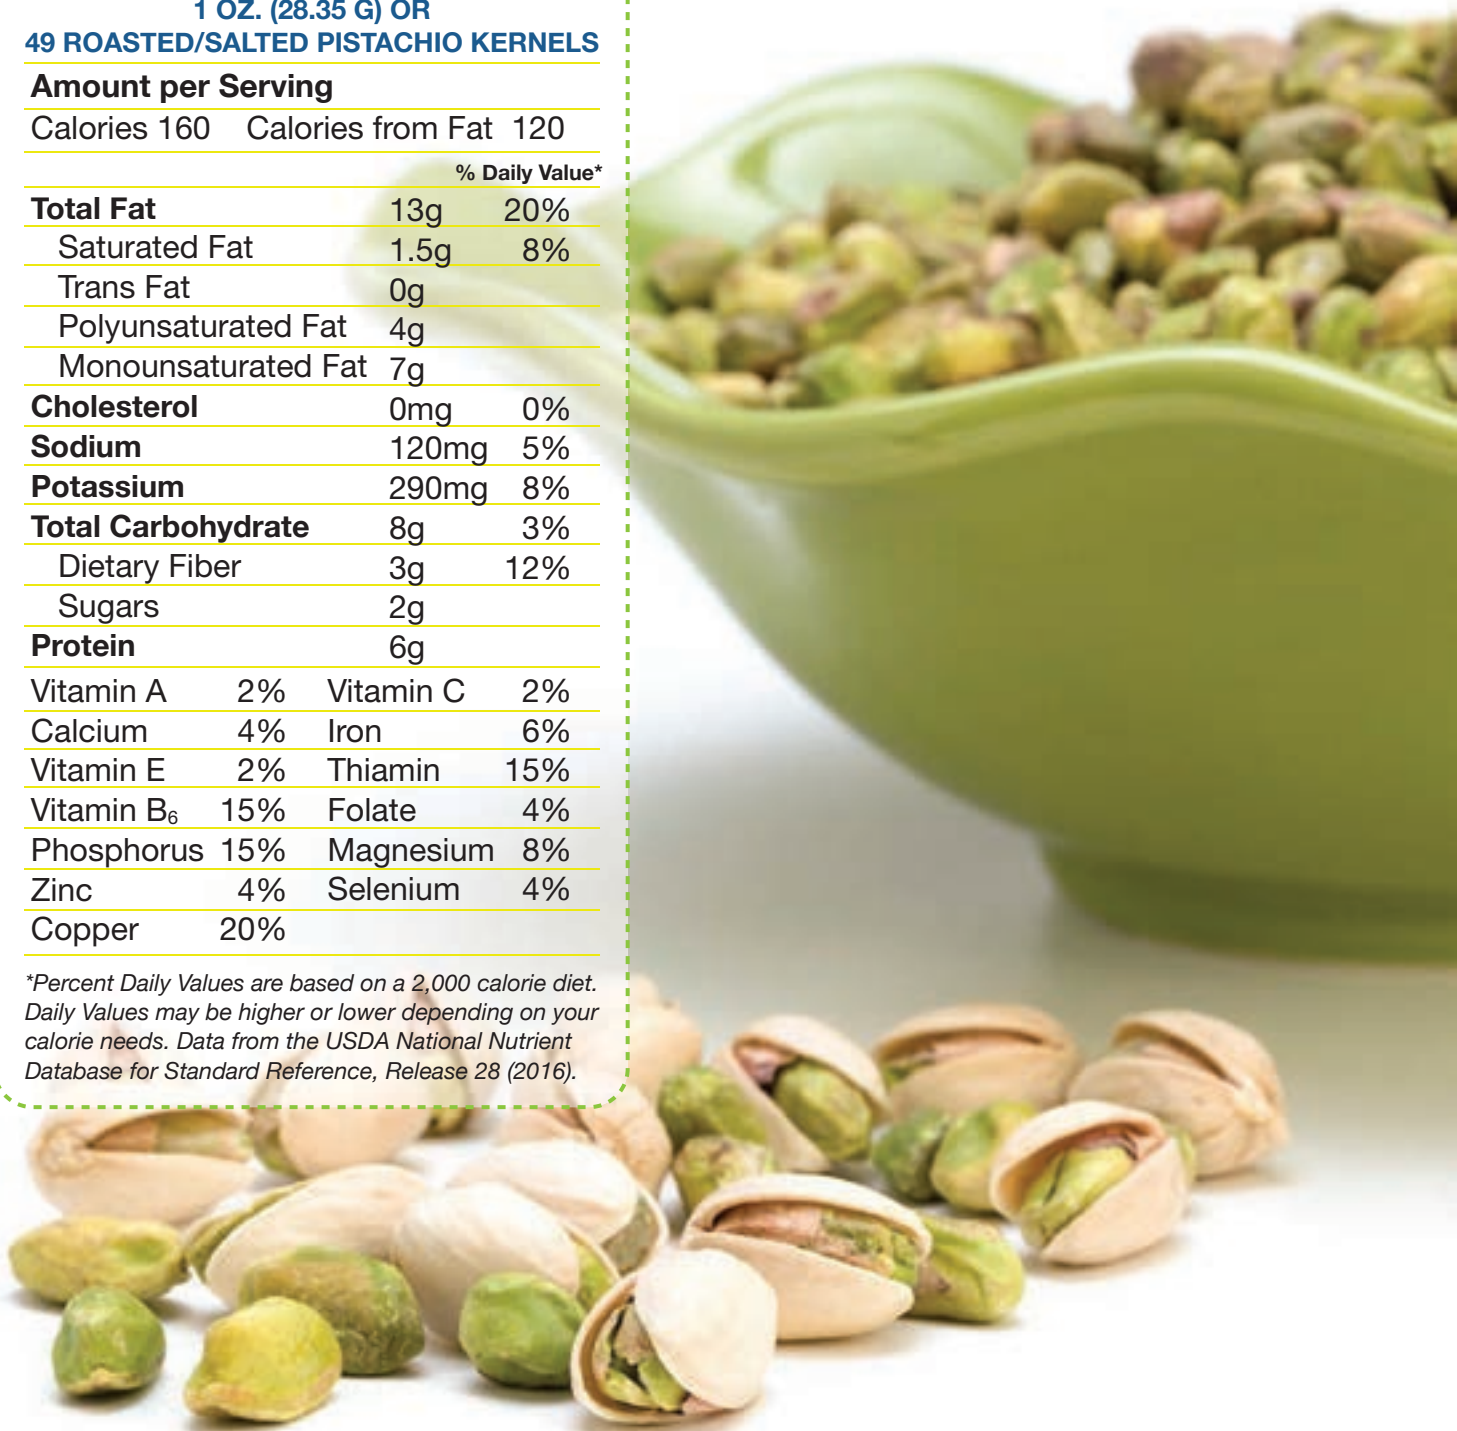 1 OZ. (28.35 G) OR
49 ROASTED/SALTED PISTACHIO KERNELS
Amount per Serving
Calories 160 Calories from Fat 120
% Daily Value*
Total Fat 13g 20%
Saturated Fat 1.5g 8%
Trans Fat 0g
Polyunsaturated Fat 4g
Monounsaturated Fat 7g
Cholesterol 0mg 0%
Sodium 120mg 5%
Potassium 290mg 8%
Total Carbohydrate 8g 3%
Dietary Fiber 3g 12%
Sugars 2g
Protein 6g
Vitamin A 2% Vitamin C 2%
Calcium 4% Iron 6%
Vitamin E 2% Thiamin 15%
Vitamin B₆ 15% Folate 4%
Phosphorus 15% Magnesium 8%
Zinc 4% Selenium 4%
Copper 20%
*Percent Daily Values are based on a 2,000 calorie diet.
Daily Values may be higher or lower depending on your
calorie needs. Data from the USDA National Nutrient
Database for Standard Reference, Release 28 (2016).